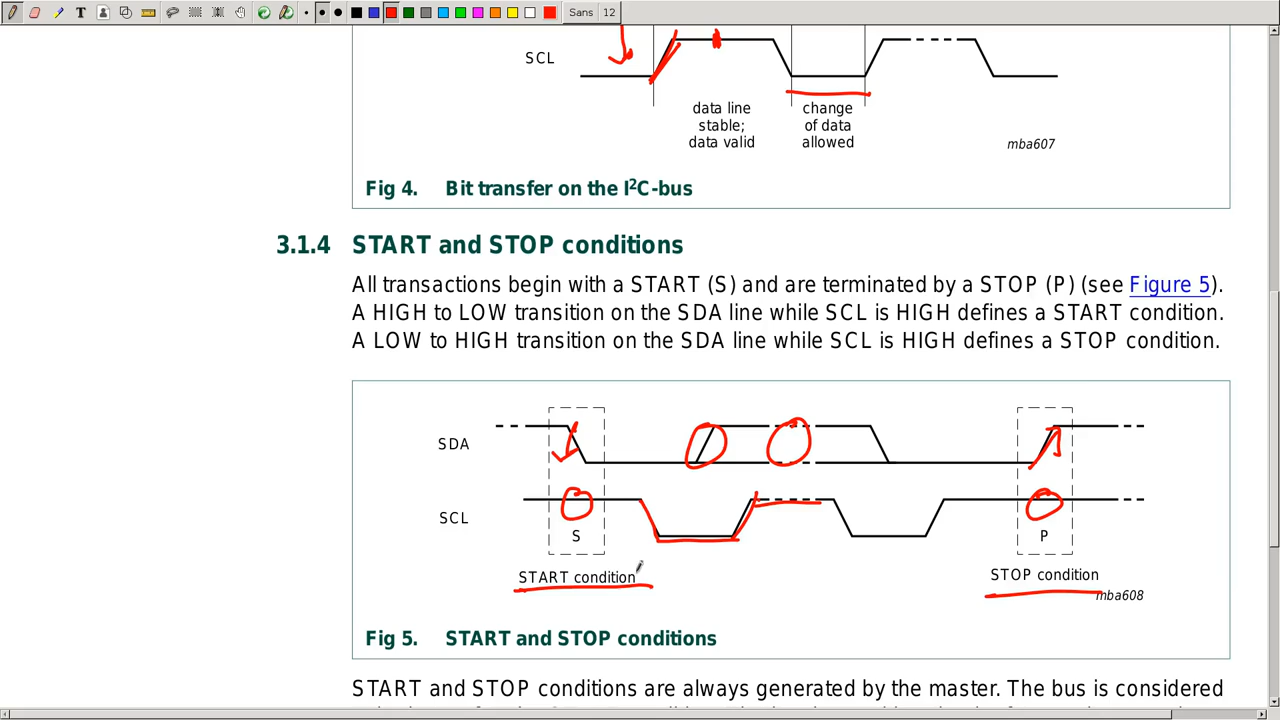 Sans 12
SCL
data line
stable;
data valid
change
of data
allowed
mba607
Fig 4. Bit transfer on the I²C-bus
3.1.4 START and STOP conditions
All transactions begin with a START (S) and are terminated by a STOP (P) (see Figure 5).
A HIGH to LOW transition on the SDA line while SCL is HIGH defines a START condition.
A LOW to HIGH transition on the SDA line while SCL is HIGH defines a STOP condition.
SDA
SCL
S
P
START condition
STOP condition
mba608
Fig 5. START and STOP conditions
START and STOP conditions are always generated by the master. The bus is considered